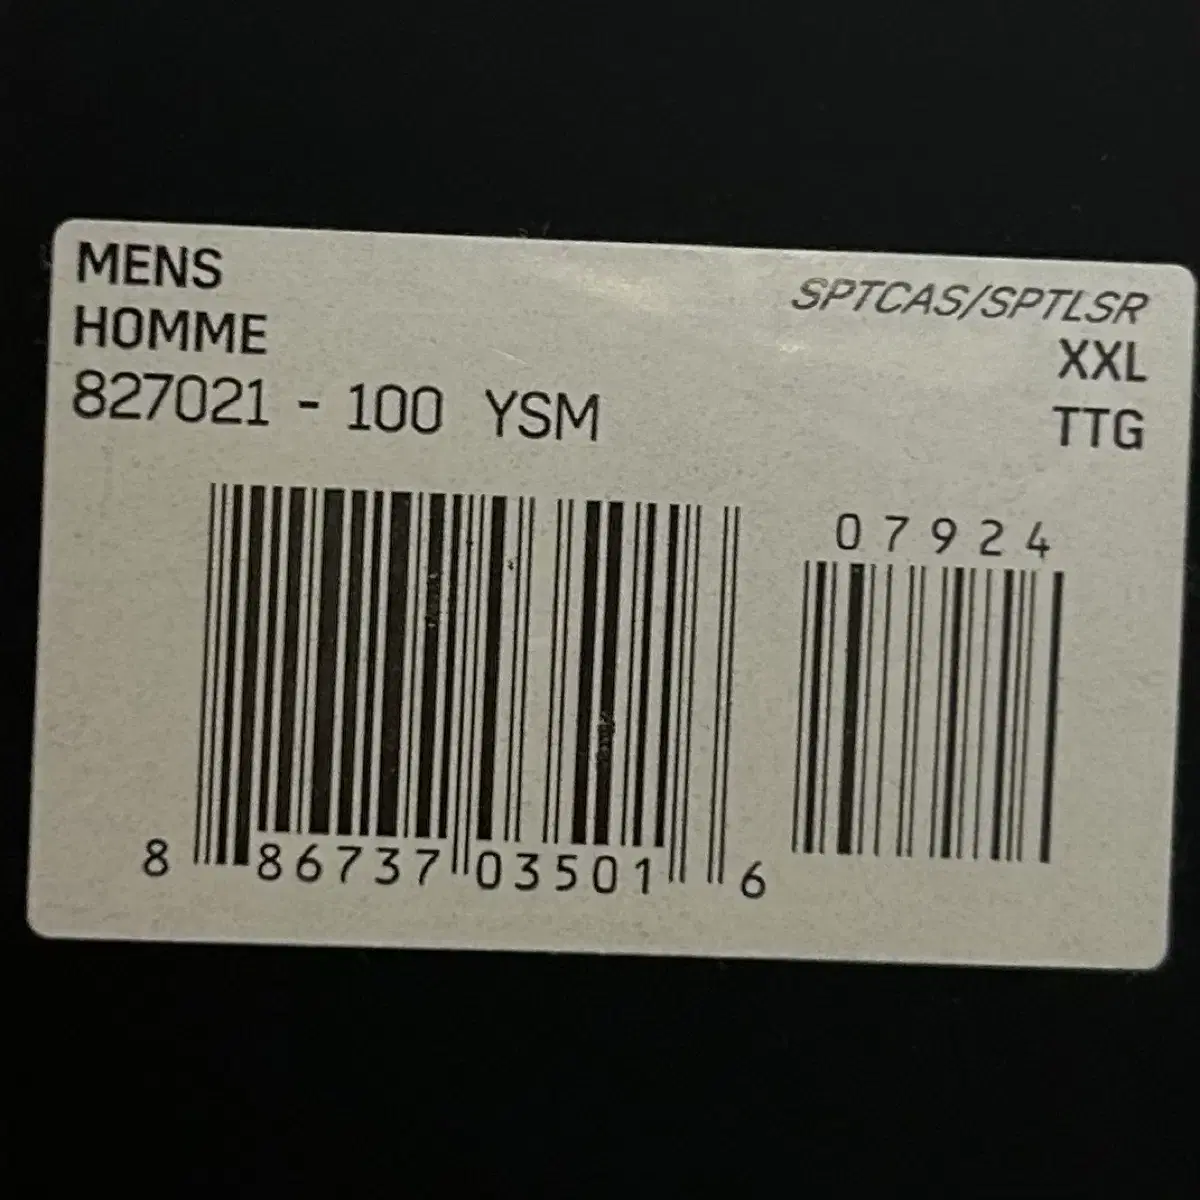 MENS
HOMME
827021 - 100 YSM
SPTCAS/SPTLSR
XXL
TTG
07924
8 86737 03501 6